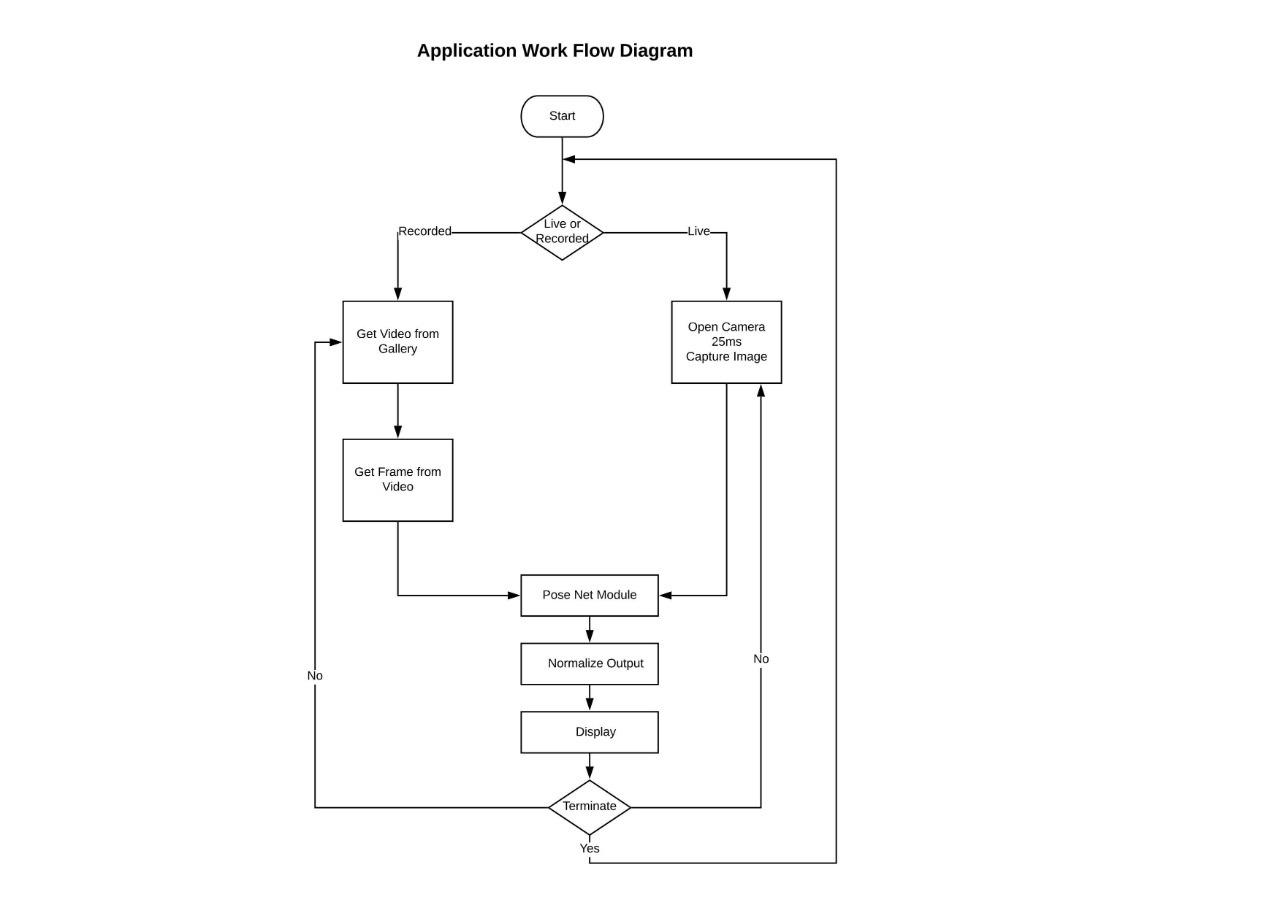 Application Work Flow Diagram
Start
Live or
Recorded
Recorded
Live
Get Video from
Gallery
Open Camera
25ms
Capture Image
Get Frame from
Video
Pose Net Module
Normalize Output
Display
Terminate
No
No
Yes